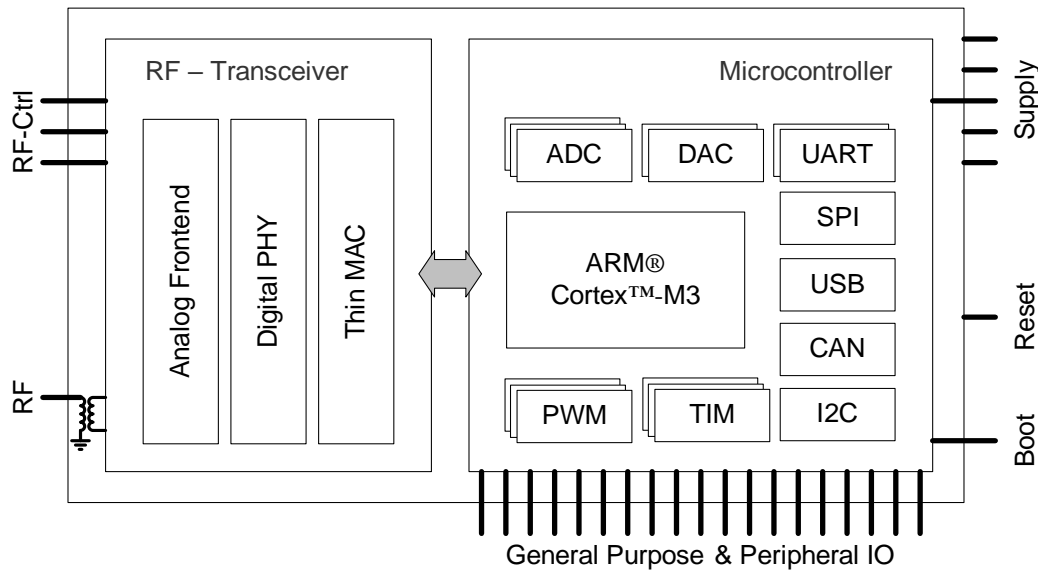 RF – Transceiver
Microcontroller
RF-Ctrl
RF
Analog Frontend
Digital PHY
Thin MAC
ADC
DAC
UART
SPI
ARM®
Cortex™-M3
USB
CAN
PWM
TIM
I2C
Supply
Reset
Boot
General Purpose & Peripheral IO